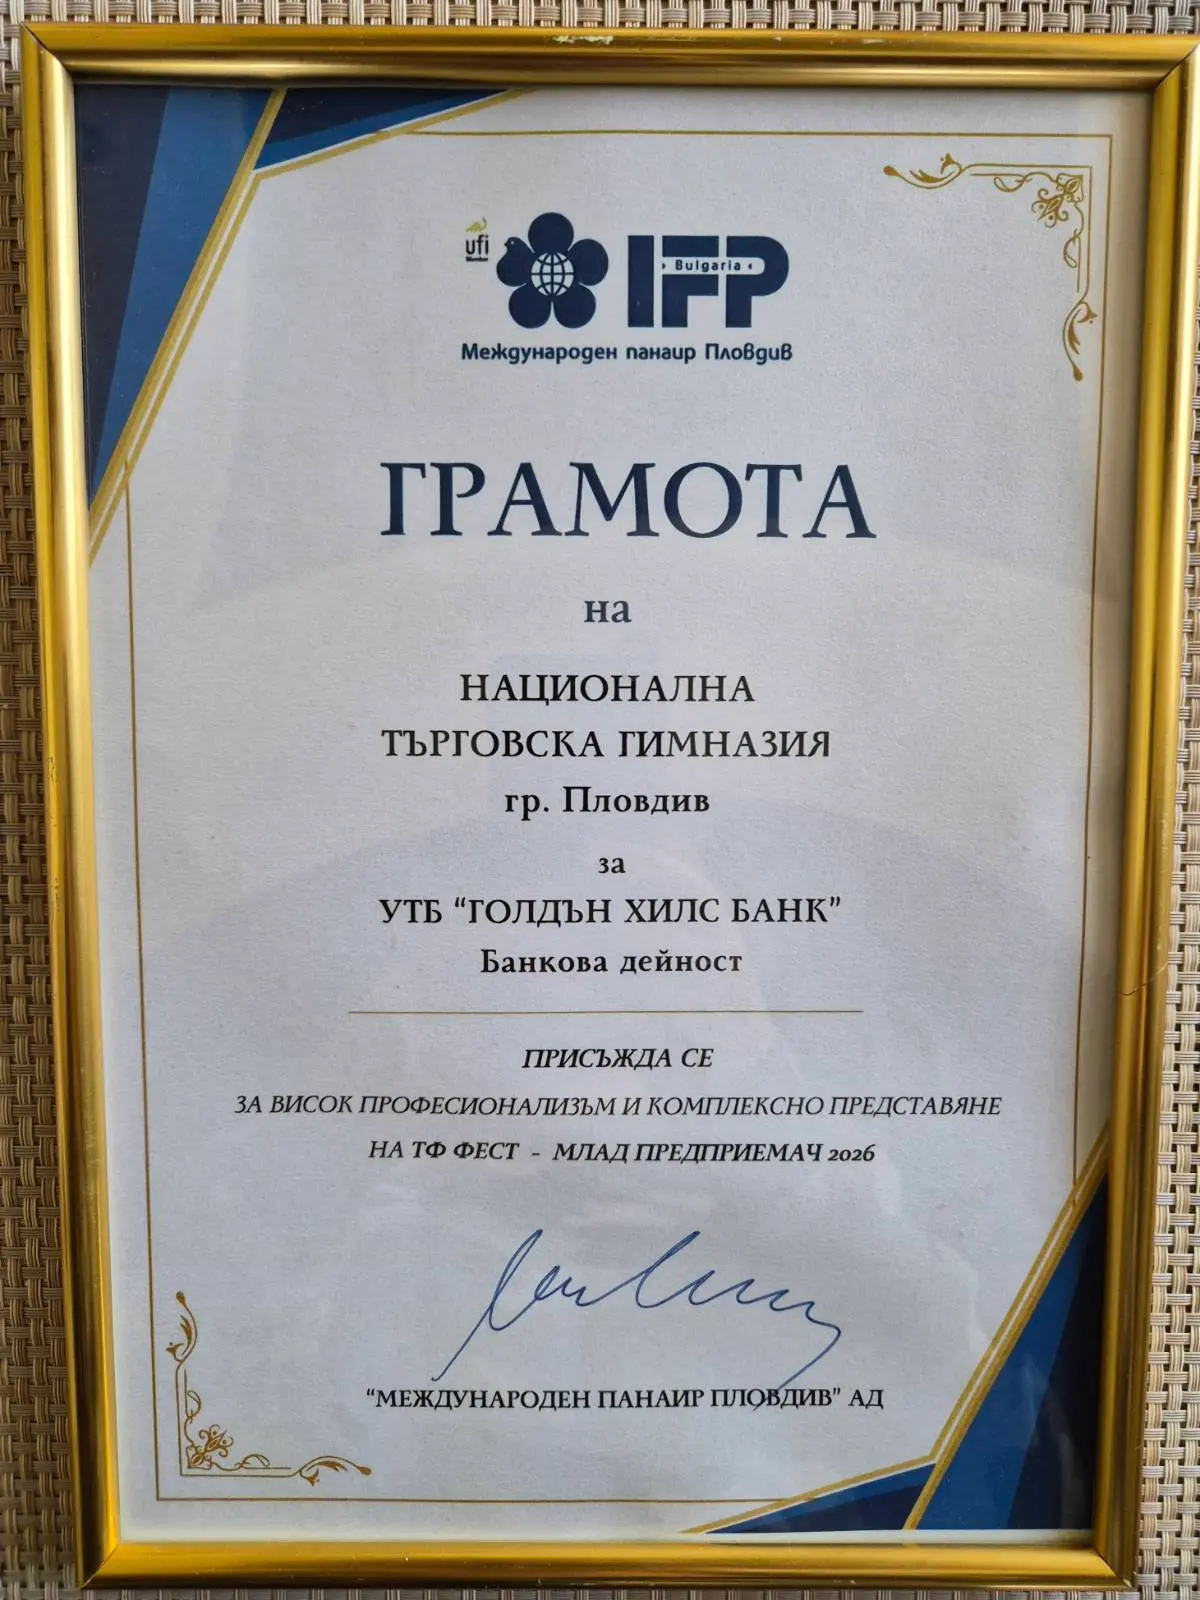 ufi
Member
IFP
Bulgaria
Международен панаир Пловдив
ГРАМОТА
на
НАЦИОНАЛНА
ТЪРГОВСКА ГИМНАЗИЯ
гр. Пловдив
за
УТБ "ГОЛДЪН ХИЛС БАНК"
Банкова дейност
ПРИСЪЖДА СЕ
ЗА ВИСОК ПРОФЕСИОНАЛИЗЪМ И КОМПЛЕКСНО ПРЕДСТАВЯНЕ
НА ТФ ФЕСТ - МЛАД ПРЕДПРИЕМАЧ 2026
"МЕЖДУНАРОДЕН ПАНАИР ПЛОВДИВ" АД